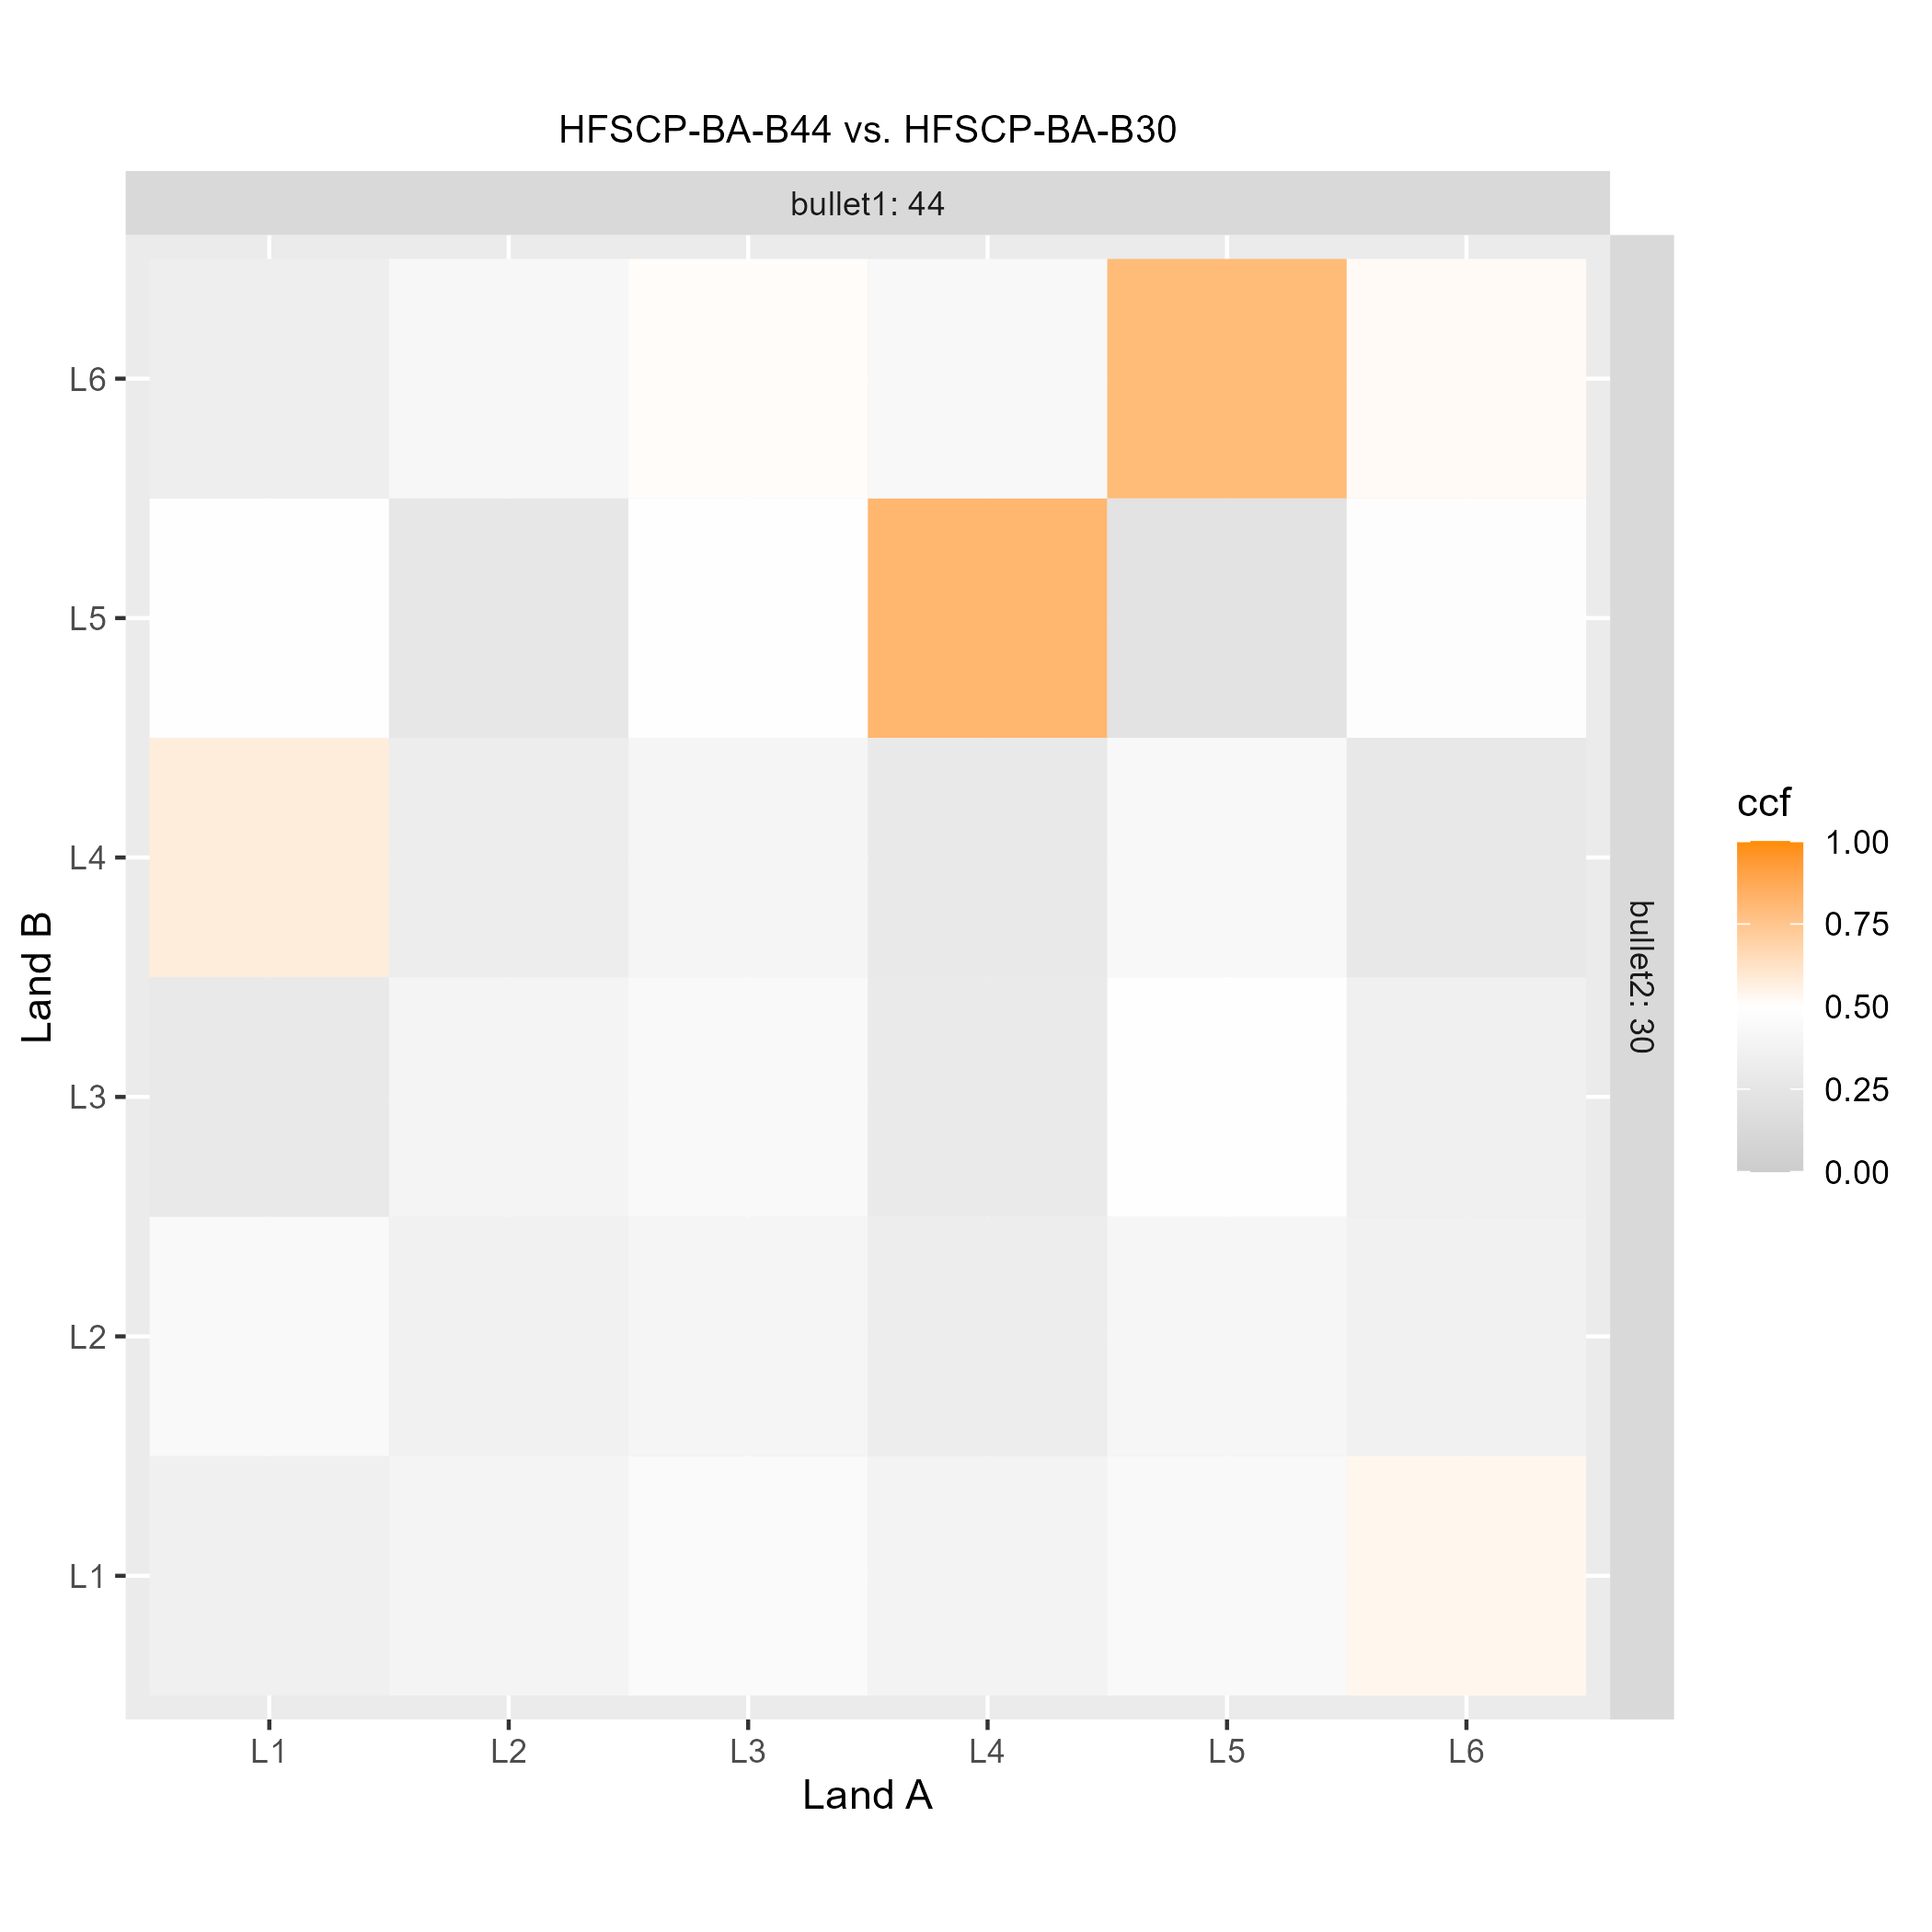 HFSCP-BA-B44 vs. HFSCP-BA-B30
bullet1: 44
L6
L5
L4
L3
L2
L1
Land B
bullet2: 30
L1 L2 L3 L4 L5 L6
Land A
ccf
1.00
0.75
0.50
0.25
0.00